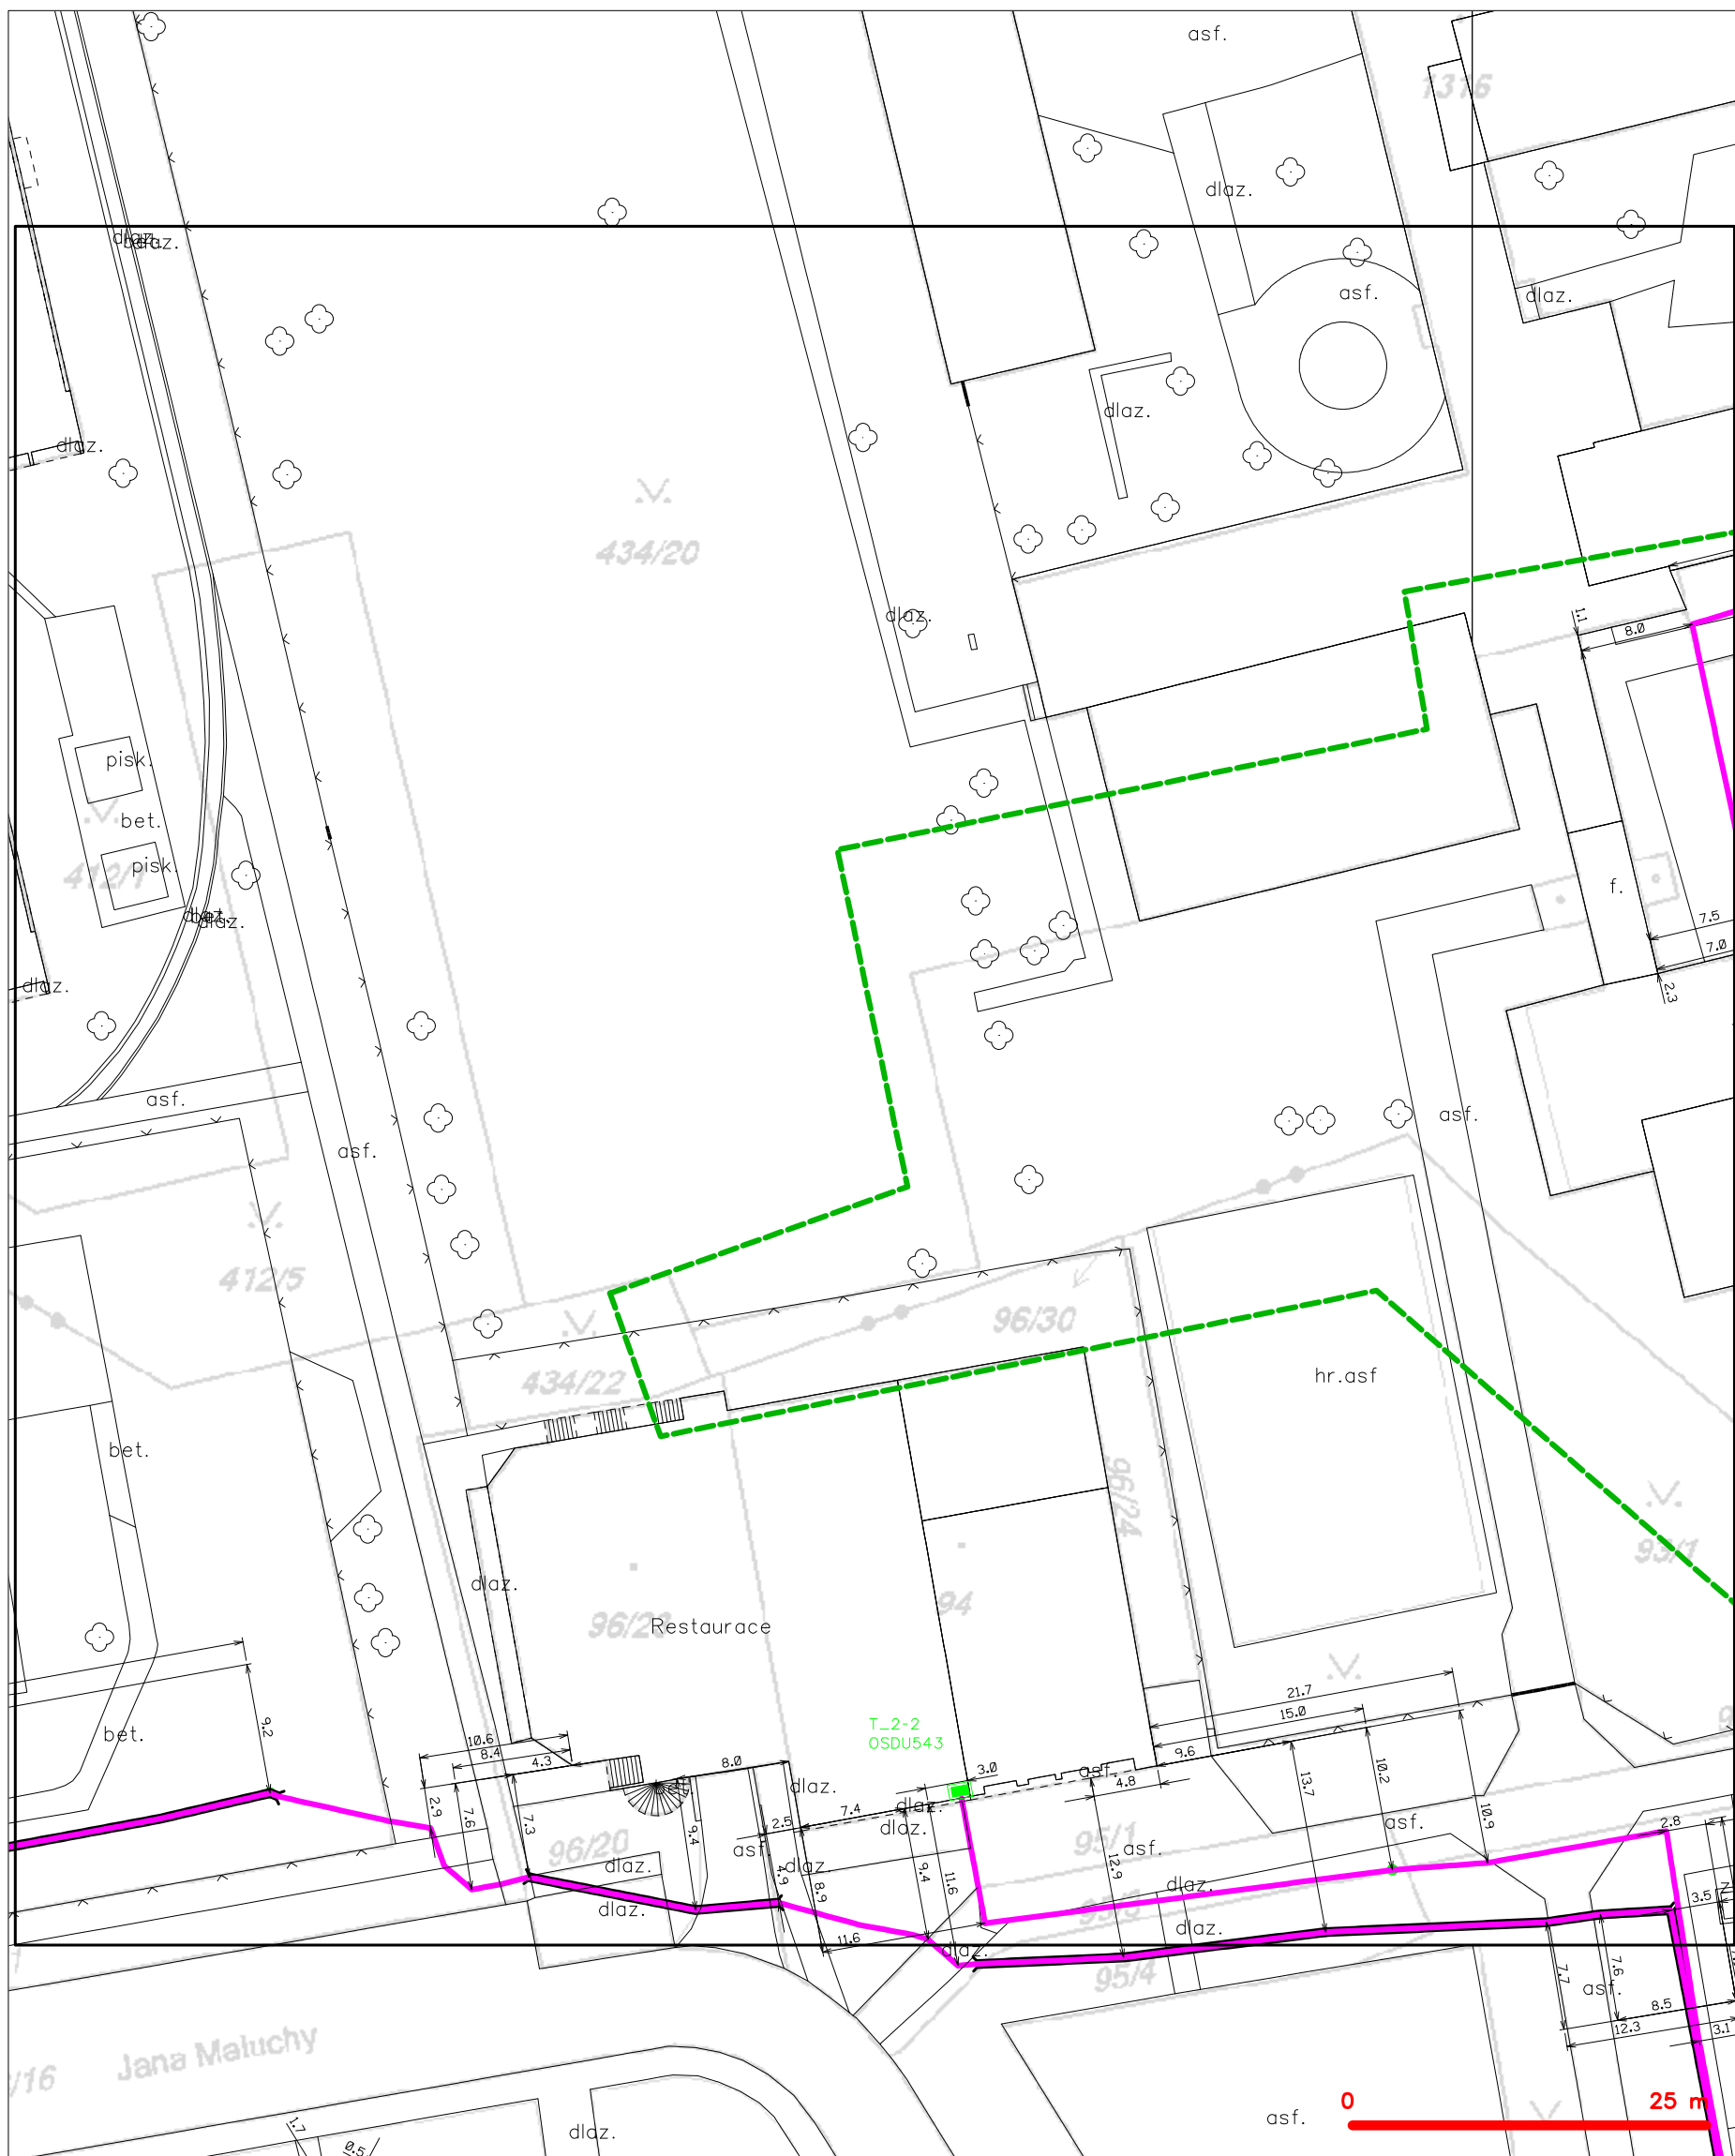 asf.
1316
dlaz.
dlaz.
dlaz.
asf.
dlaz.
dlaz.
dlaz.
434/20
dlaz.
1.1
8.0
pisk.
bet.
pisk.
412/1
f.
dlaz.
7.5
7.0
2.3
dlaz.
asf.
asf.
asf.
412/5
96/30
434/22
hr.asf
bet.
96/24
93/1
dlaz.
94
Restaurace
21.7
15.0
T_2-2
OSDU543
bet.
9.2
10.6
8.4
4.3
8.0
3.0
9.6
asf.
4.8
dlaz.
10.2
13.7
2.9
7.6
7.3
7.4
dlaz.
2.5
dlaz.
95/1
10.9
2.8
96/20
asf.
asf.
asf.
9.4
9.4
12.9
dlaz.
dlaz.
4.9
11.6
dlaz.
3.5
dlaz.
8.9
dlaz.
11.6
dlaz.
95/4
7.7
7.6
asf.
8.5
12.3
3.1
Jana Maluchy
/16
0
25 m
asf.
1.7
0.5
dlaz.